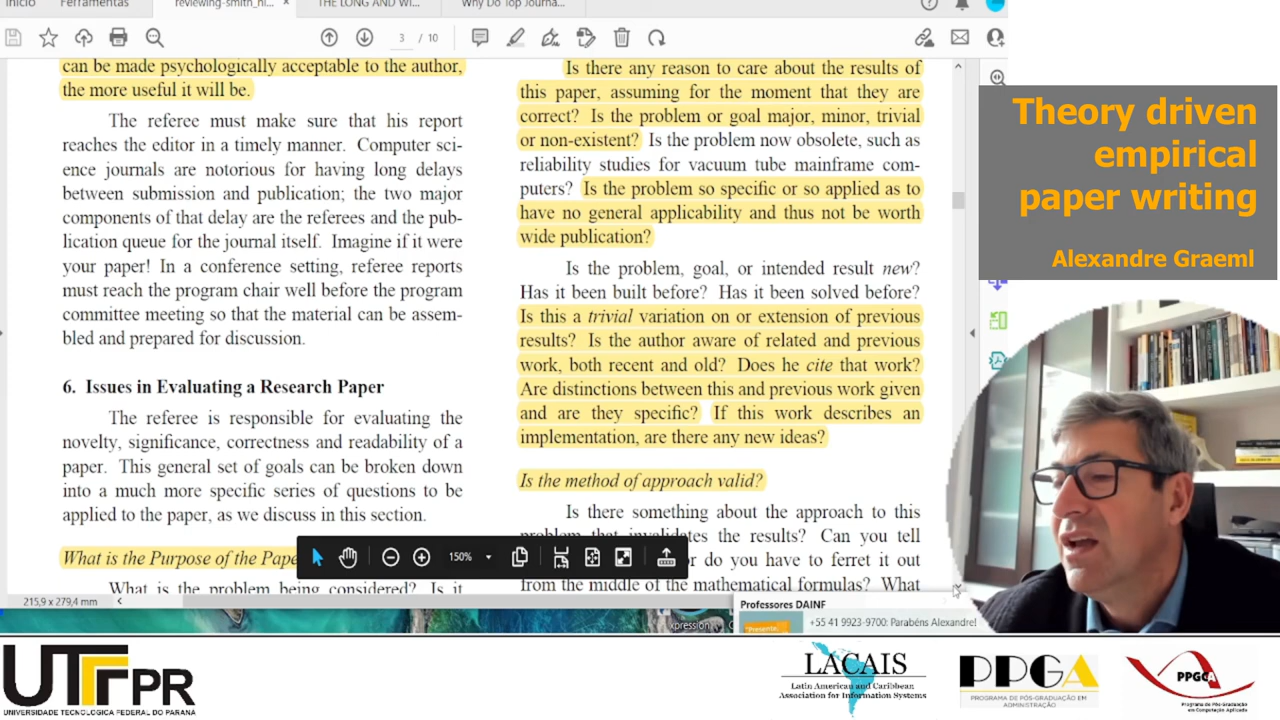 Início
Ferramentas
reviewing-smith_hi...
THE LONG AND WI...
Why Do Top Journa...
3 / 10
can be made psychologically acceptable to the author,
the more useful it will be.
The referee must make sure that his report
reaches the editor in a timely manner. Computer sci-
ence journals are notorious for having long delays
between submission and publication; the two major
components of that delay are the referees and the pub-
lication queue for the journal itself. Imagine if it were
your paper! In a conference setting, referee reports
must reach the program chair well before the program
committee meeting so that the material can be assem-
bled and prepared for discussion.
6. Issues in Evaluating a Research Paper
The referee is responsible for evaluating the
novelty, significance, correctness and readability of a
paper. This general set of goals can be broken down
into a much more specific series of questions to be
applied to the paper, as we discuss in this section.
What is the Purpose of the Pape
What is the problem being considered? Is it
Is there any reason to care about the results of
this paper, assuming for the moment that they are
correct? Is the problem or goal major, minor, trivial
or non-existent? Is the problem now obsolete, such as
reliability studies for vacuum tube mainframe com-
puters? Is the problem so specific or so applied as to
have no general applicability and thus not be worth
wide publication?
Is the problem, goal, or intended result new?
Has it been built before? Has it been solved before?
Is this a trivial variation on or extension of previous
results? Is the author aware of related and previous
work, both recent and old? Does he cite that work?
Are distinctions between this and previous work given
and are they specific? If this work describes an
implementation, are there any new ideas?
Is the method of approach valid?
Is there something about the approach to this
problem that invalidates the results? Can you tell
or do you have to ferret it out
from the middle of the mathematical formulas? What
150%
215,9 x 279,4 mm
xpression
Professores DAINF
+55 41 9923-9700: Parabéns Alexandre!
Theory driven
empirical
paper writing
Alexandre Graeml
UTFPR
UNIVERSIDADE TECNOLÓGICA FEDERAL DO PARANÁ
LACAIS
Latin American and Caribbean
Association for Information Systems
PPGA
PROGRAMA DE PÓS-GRADUAÇÃO EM
ADMINISTRAÇÃO
PPGCA
Programa de Pós-Graduação
em Computação Aplicada